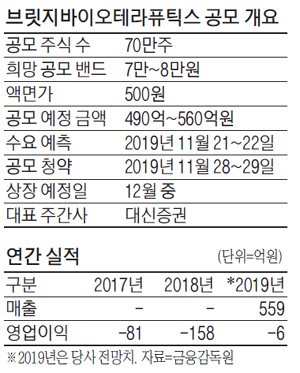 브릿지바이오테라퓨틱스 공모 개요
공모 주식 수 70만주
희망 공모 밴드 7만~8만원
액면가 500원
공모 예정 금액 490억~560억원
수요 예측 2019년 11월 21~22일
공모 청약 2019년 11월 28~29일
상장 예정일 12월 중
대표 주간사 대신증권
연간 실적 (단위=억원)
구분 2017년 2018년 *2019년
매출 - - 559
영업이익 -81 -158 -6
※2019년은 당사 전망치. 자료=금융감독원